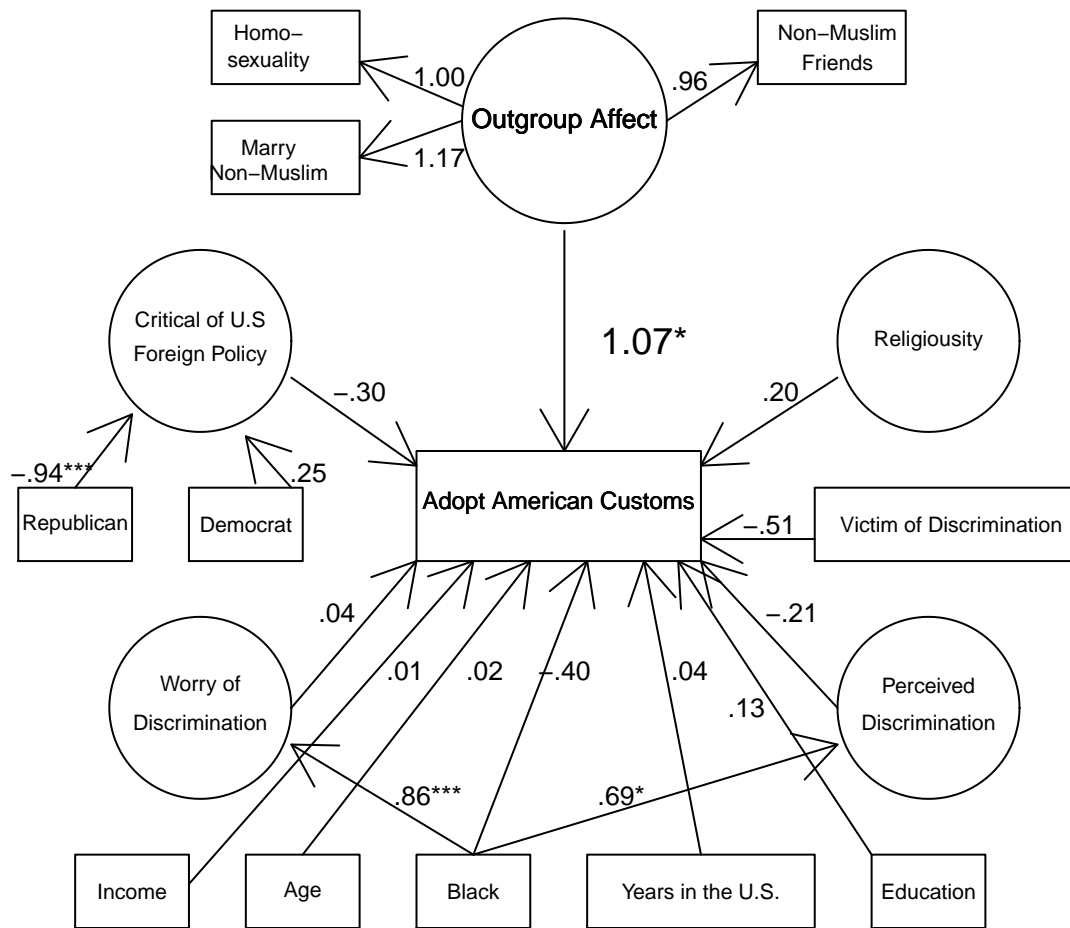 Homo−
sexuality
Non−Muslim
Friends
1.00
.96
Outgroup Affect
Marry
Non−Muslim
1.17
Critical of U.S
Foreign Policy
Religiousity
1.07*
−.30
.20
−.94***
.25
Republican
Democrat
Adopt American Customs
Victim of Discrimination
−.51
.04
−.21
.01
.02
−.40
.04
.13
Worry of
Discrimination
Perceived
Discrimination
.86***
.69*
Income
Age
Black
Years in the U.S.
Education